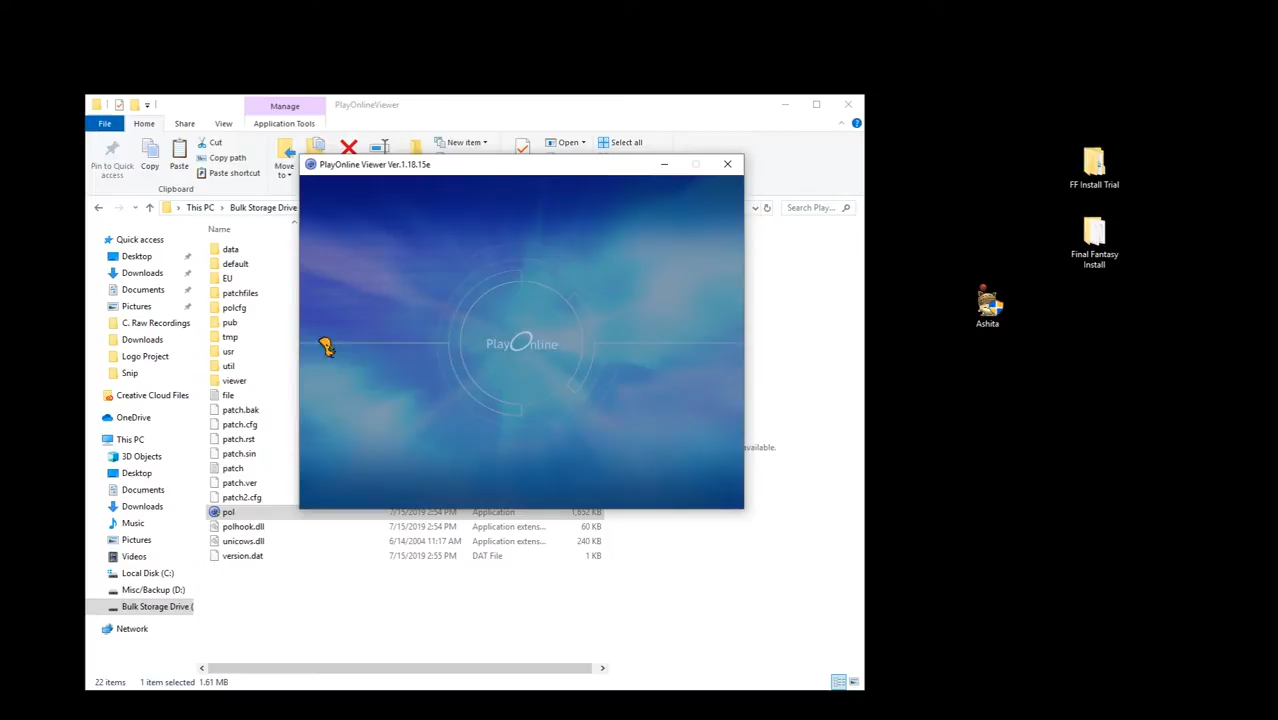 Manage
PlayOnlineViewer
File
Home
Share
View
Application Tools
Pin to Quick access
Copy
Paste
Cut
Copy path
Paste shortcut
Clipboard
Move to
New item
Open
Select all
PlayOnline Viewer Ver.1.18.15e
This PC
Bulk Storage Drive
Search Play...
Name
Quick access
Desktop
Downloads
Documents
Pictures
C. Raw Recordings
Downloads
Logo Project
Snip
Creative Cloud Files
OneDrive
This PC
3D Objects
Desktop
Documents
Downloads
Music
Pictures
Videos
Local Disk (C:)
Misc/Backup (D:)
Bulk Storage Drive (
Network
data
default
EU
patchfiles
polcfg
pub
tmp
usr
util
viewer
file
patch.bak
patch.cfg
patch.rst
patch.sin
patch
patch.ver
patch2.cfg
pol 7/15/2019 2:54 PM Application 1,652 KB
polhook.dll 7/15/2019 2:54 PM Application extens... 60 KB
unicows.dll 6/14/2004 11:17 AM Application extens... 240 KB
version.dat 7/15/2019 2:55 PM DAT File 1 KB
PlayOnline
available.
22 items 1 item selected 1.61 MB
FF Install Trial
Final Fantasy
Install
Ashita